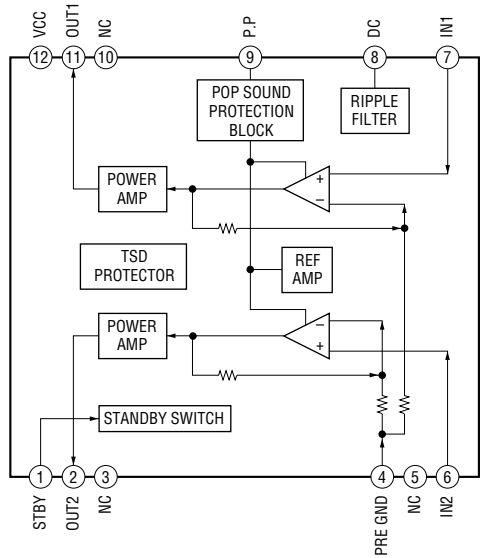 VCC
OUT1
NC
P.P
DC
IN1
12
11
10
9
8
7
POP SOUND
PROTECTION
BLOCK
RIPPLE
FILTER
POWER
AMP
+
−
TSD
PROTECTOR
REF
AMP
POWER
AMP
−
+
STANDBY SWITCH
1
2
3
4
5
6
STBY
OUT2
NC
PRE GND
NC
IN2